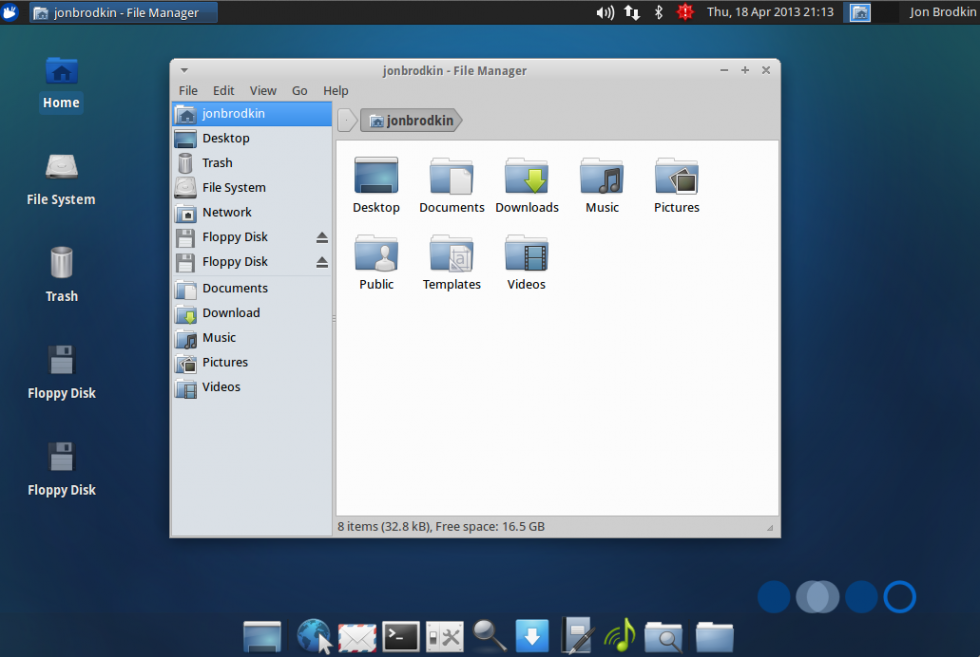 jonbrodkin - File Manager
Thu, 18 Apr 2013 21:13
Jon Brodkin
Home
File System
Trash
Floppy Disk
Floppy Disk
jonbrodkin - File Manager
File Edit View Go Help
jonbrodkin
Desktop
Trash
File System
Network
Floppy Disk
Floppy Disk
Documents
Download
Music
Pictures
Videos
jonbrodkin
Desktop Documents Downloads Music Pictures
Public Templates Videos
8 items (32.8 kB), Free space: 16.5 GB